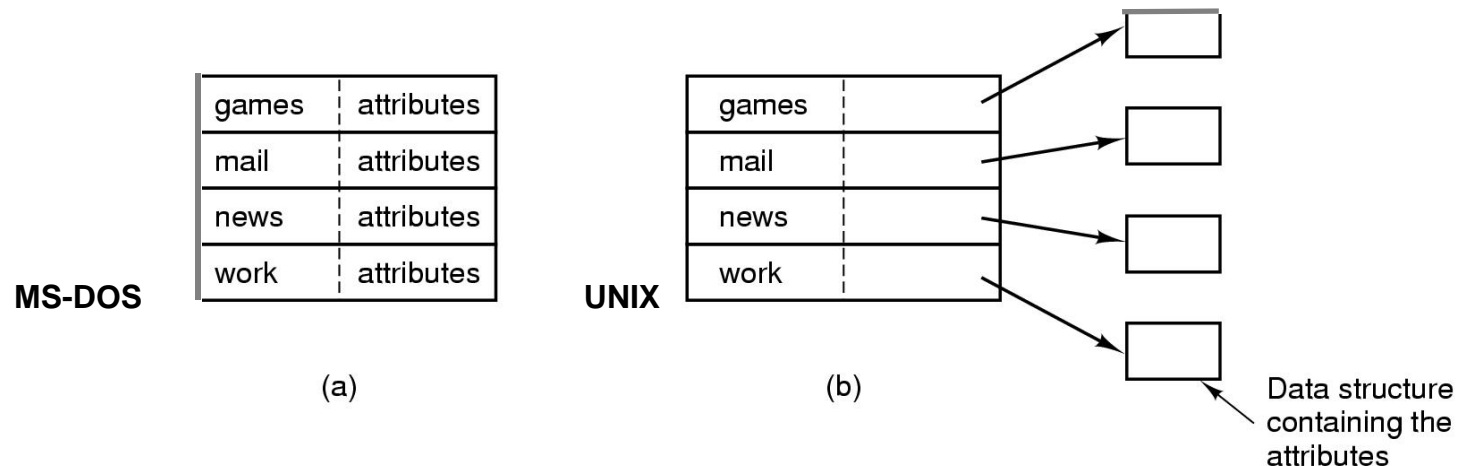 games attributes
mail attributes
news attributes
work attributes
MS-DOS
(a)
games
mail
news
work
UNIX
(b)
Data structure
containing the
attributes